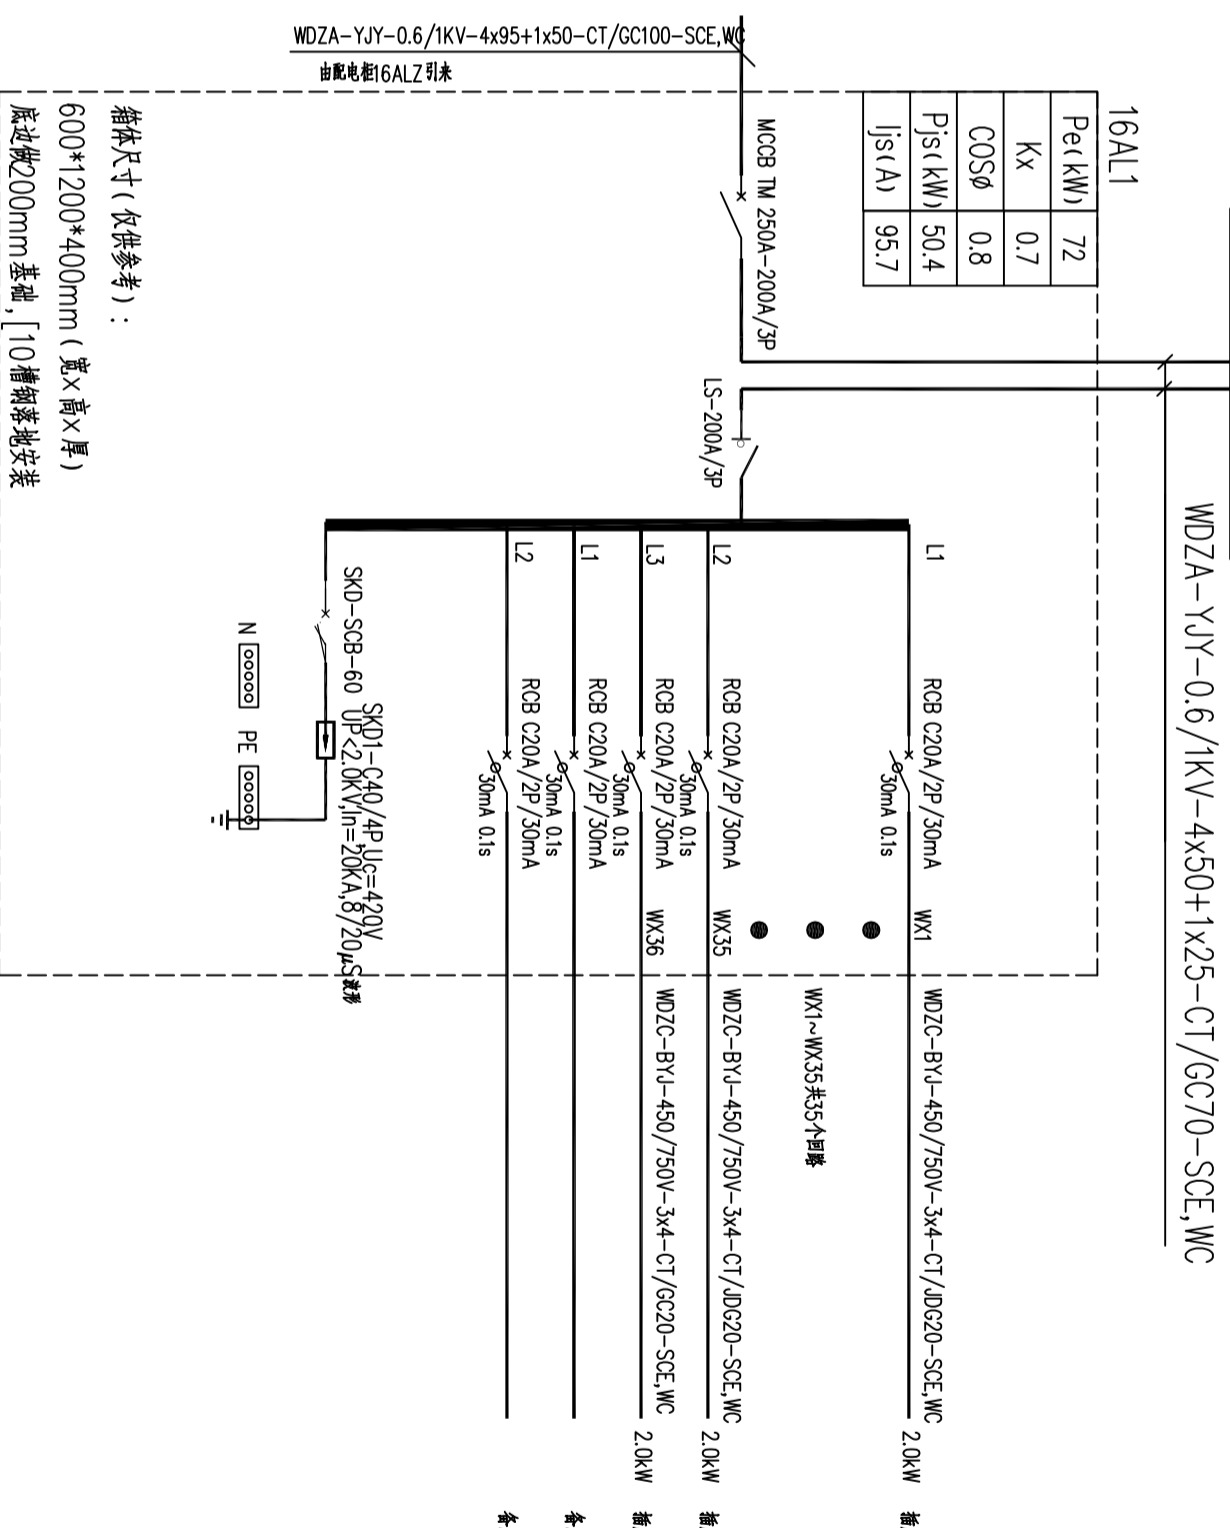 WDZA-YJY-0.6/1KV-4x95+1x50-CT/GC100-SCE,WC
由配电柜16ALZ引来
16AL1
Pe(kW) 72
Kx 0.7
COSø 0.8
Pjs(kW) 50.4
Ijs(A) 95.7
MCCB TM 250A-200A/3P
WDZA-YJY-0.6/1KV-4x50+1x25-CT/GC70-SCE,WC
LS-200A/3P
L1 RCB C20A/2P/30mA WX1 WDZC-BYJ-450/750V-3x4-CT/JDG20-SCE,WC 2.0kW
30mA 0.1s
WX1~WX35共35个回路
L2 RCB C20A/2P/30mA WX35 WDZC-BYJ-450/750V-3x4-CT/JDG20-SCE,WC 2.0kW
30mA 0.1s
L3 RCB C20A/2P/30mA WX36 WDZC-BYJ-450/750V-3x4-CT/GC20-SCE,WC 2.0kW
30mA 0.1s
L1 RCB C20A/2P/30mA 备
30mA 0.1s
L2 RCB C20A/2P/30mA 备
30mA 0.1s
SKD1-C40/4P,Uc=420V
SKD-SCB-60 UP<2.0KV,In=20KA,8/20μS波形
N PE
箱体尺寸(仅供参考):
600*1200*400mm(宽x高x厚)
底边做200mm基础,[10槽钢落地安装